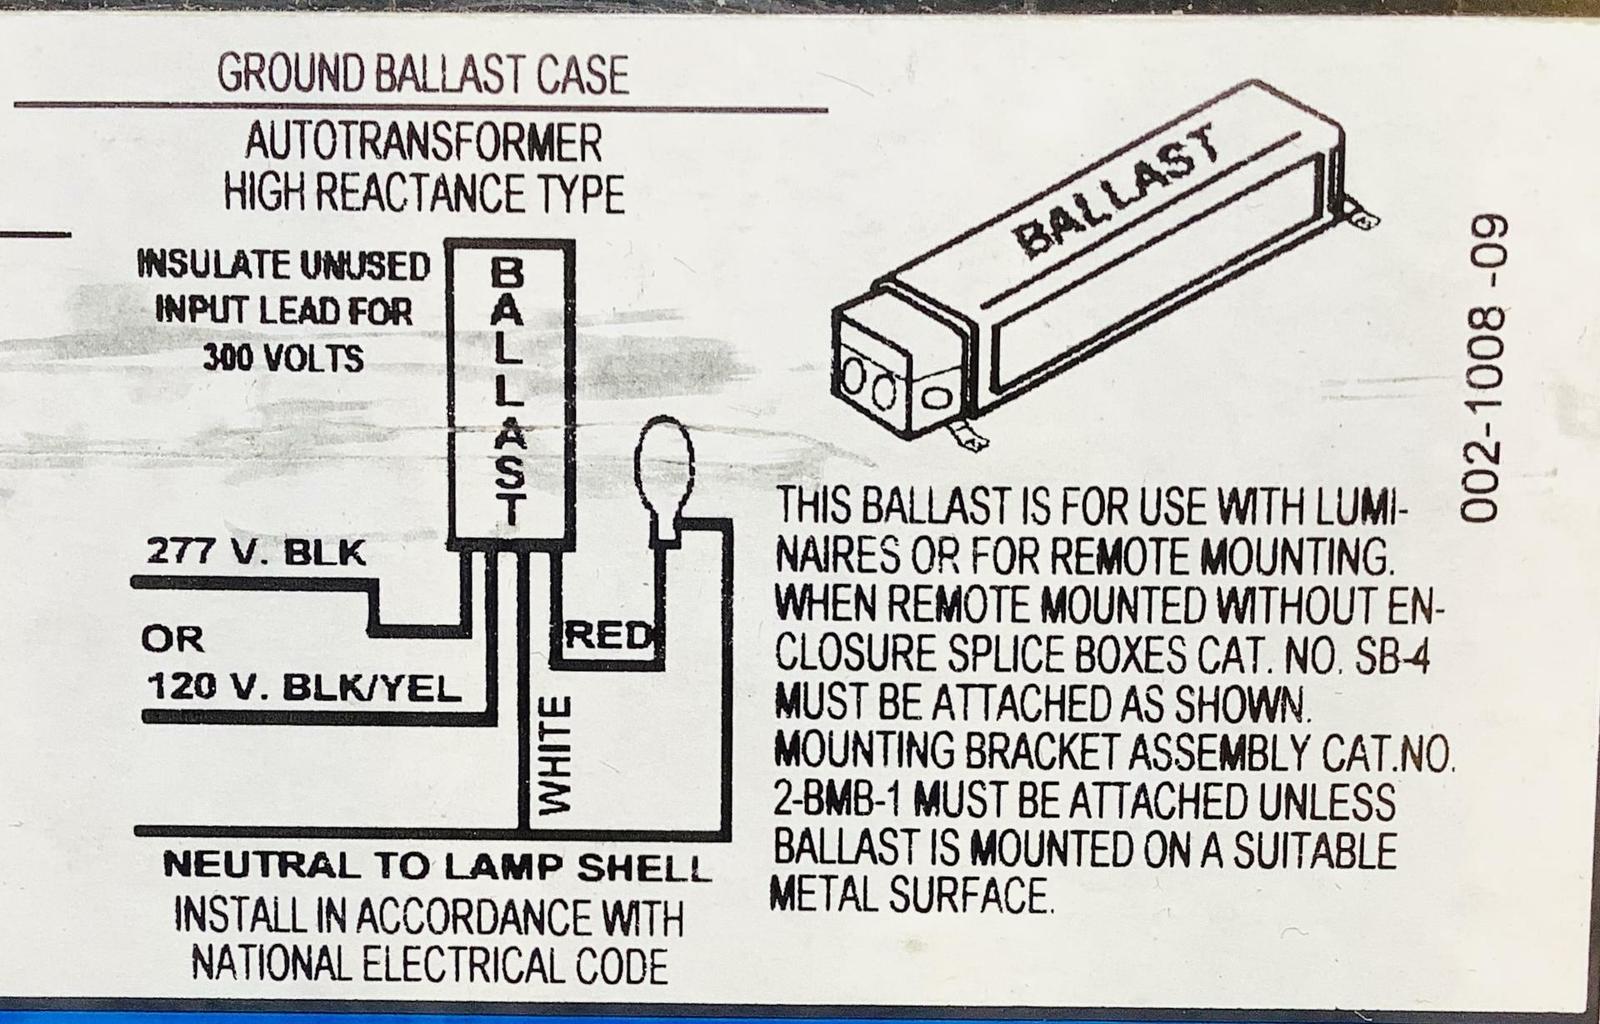 GROUND BALLAST CASE
AUTOTRANSFORMER
HIGH REACTANCE TYPE
INSULATE UNUSED
INPUT LEAD FOR
300 VOLTS
BALLAST
277 V. BLK
OR
120 V. BLK/YEL
RED
WHITE
NEUTRAL TO LAMP SHELL
INSTALL IN ACCORDANCE WITH
NATIONAL ELECTRICAL CODE
BALLAST
THIS BALLAST IS FOR USE WITH LUMI-
NAIRES OR FOR REMOTE MOUNTING.
WHEN REMOTE MOUNTED WITHOUT EN-
CLOSURE SPLICE BOXES CAT. NO. SB-4
MUST BE ATTACHED AS SHOWN.
MOUNTING BRACKET ASSEMBLY CAT.NO.
2-BMB-1 MUST BE ATTACHED UNLESS
BALLAST IS MOUNTED ON A SUITABLE
METAL SURFACE.
002-1008 -09